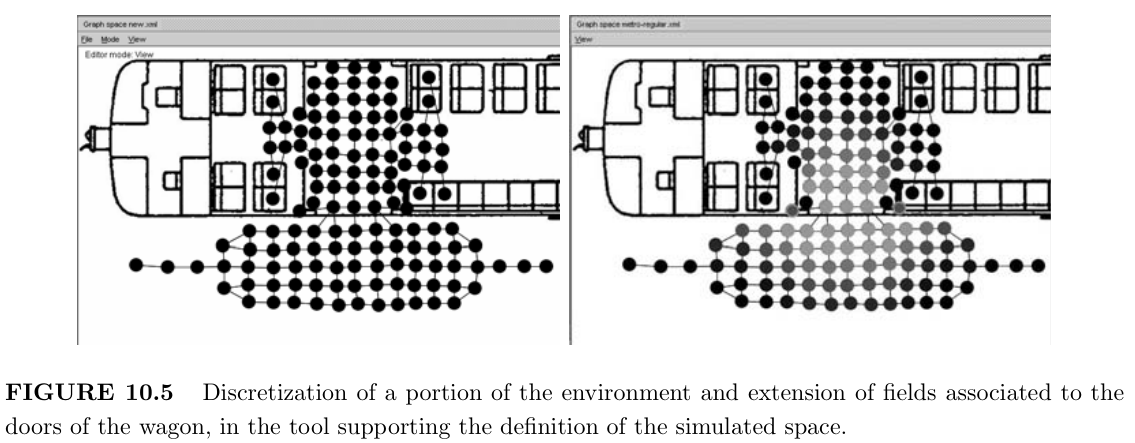 Graph space new.xml
File Mode View
Editor mode: View
Graph space metro-regular.xml
View
FIGURE 10.5 Discretization of a portion of the environment and extension of fields associated to the
doors of the wagon, in the tool supporting the definition of the simulated space.